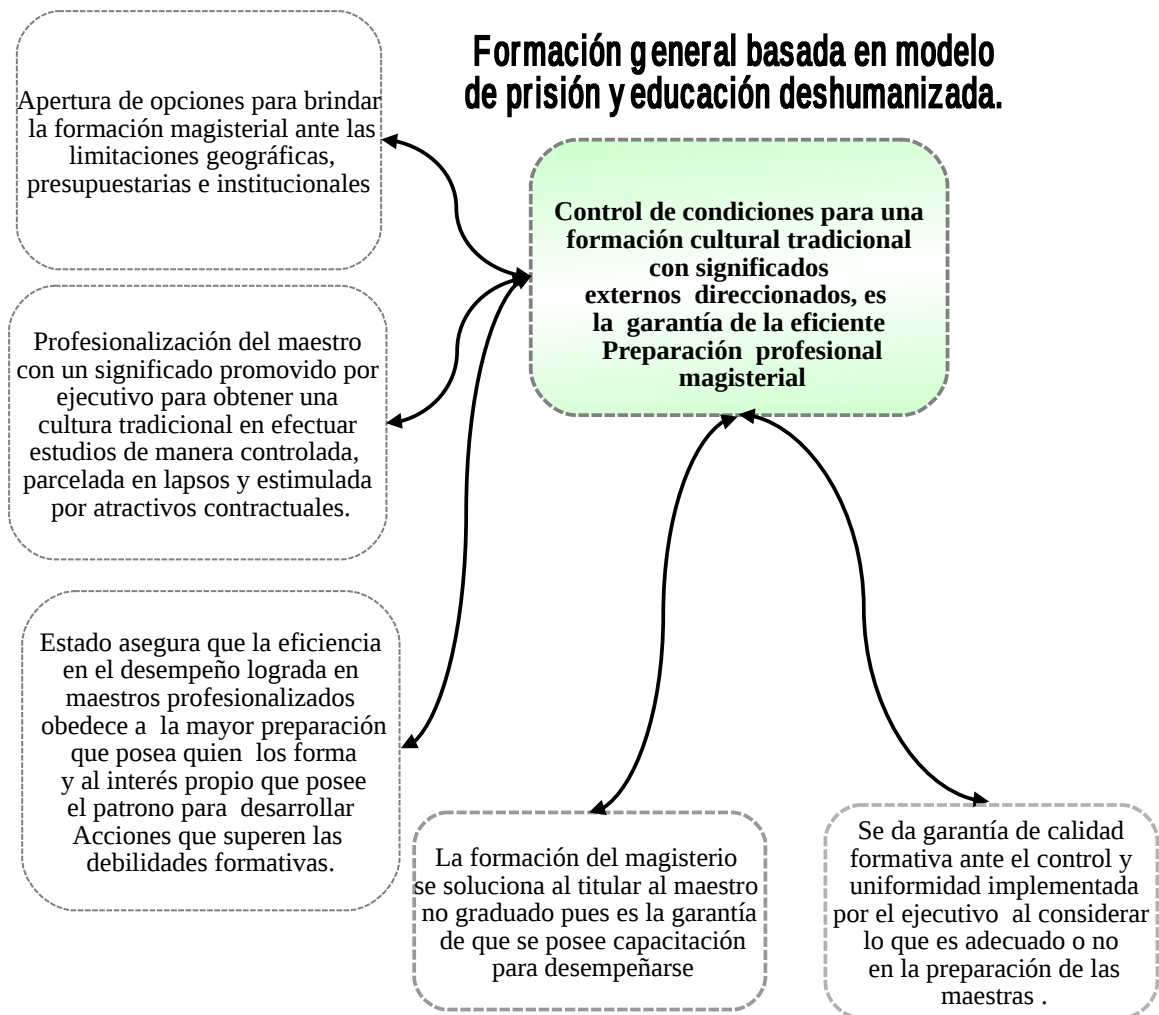 Formación general basada en modelo
de prisión y educación deshumanizada.
Apertura de opciones para brindar
la formación magisterial ante las
limitaciones geográficas,
presupuestarias e institucionales
Control de condiciones para una
formación cultural tradicional
con significados
externos direccionados, es
la garantía de la eficiente
Preparación profesional
magisterial
Profesionalización del maestro
con un significado promovido por
ejecutivo para obtener una
cultura tradicional en efectuar
estudios de manera controlada,
parcelada en lapsos y estimulada
por atractivos contractuales.
Estado asegura que la eficiencia
en el desempeño lograda en
maestros profesionalizados
obedece a la mayor preparación
que posea quien los forma
y al interés propio que posee
el patrono para desarrollar
Acciones que superen las
debilidades formativas.
La formación del magisterio
se soluciona al titular al maestro
no graduado pues es la garantía
de que se posee capacitación
para desempeñarse
Se da garantía de calidad
formativa ante el control y
uniformidad implementada
por el ejecutivo al considerar
lo que es adecuado o no
en la preparación de las
maestras .